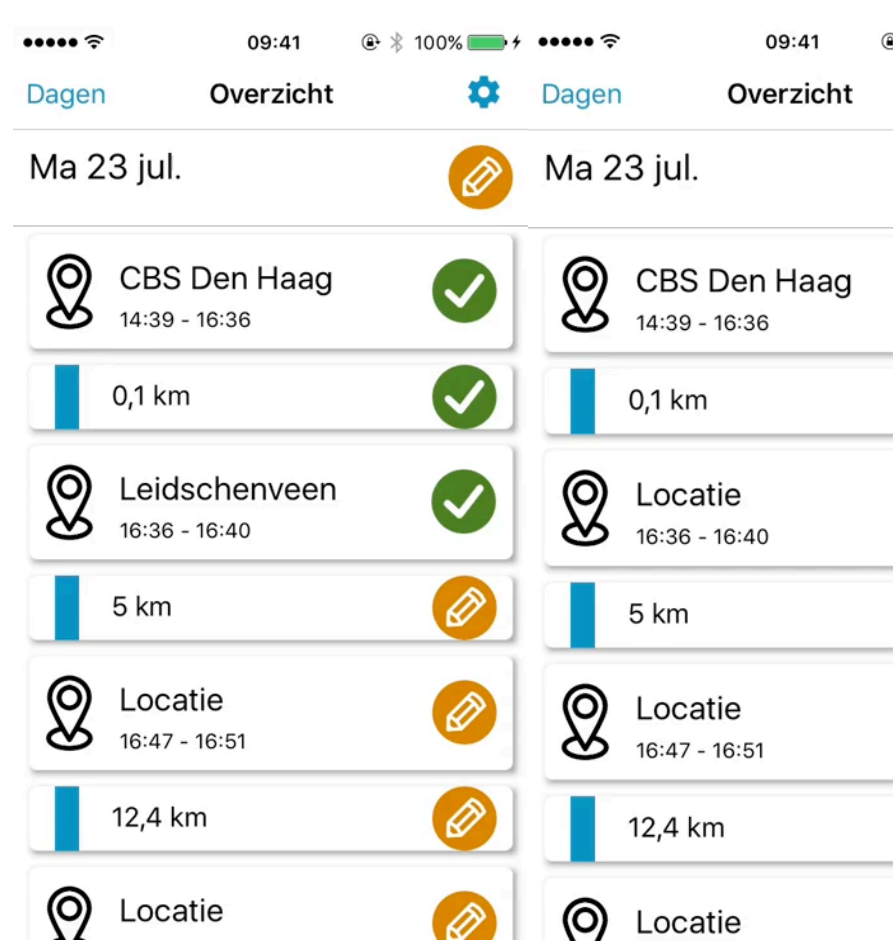 09:41
100%
Dagen
Overzicht
Ma 23 jul.
CBS Den Haag
14:39 - 16:36
0,1 km
Leidschenveen
16:36 - 16:40
5 km
Locatie
16:47 - 16:51
12,4 km
Locatie
09:41
Dagen
Overzicht
Ma 23 jul.
CBS Den Haag
14:39 - 16:36
0,1 km
Locatie
16:36 - 16:40
5 km
Locatie
16:47 - 16:51
12,4 km
Locatie